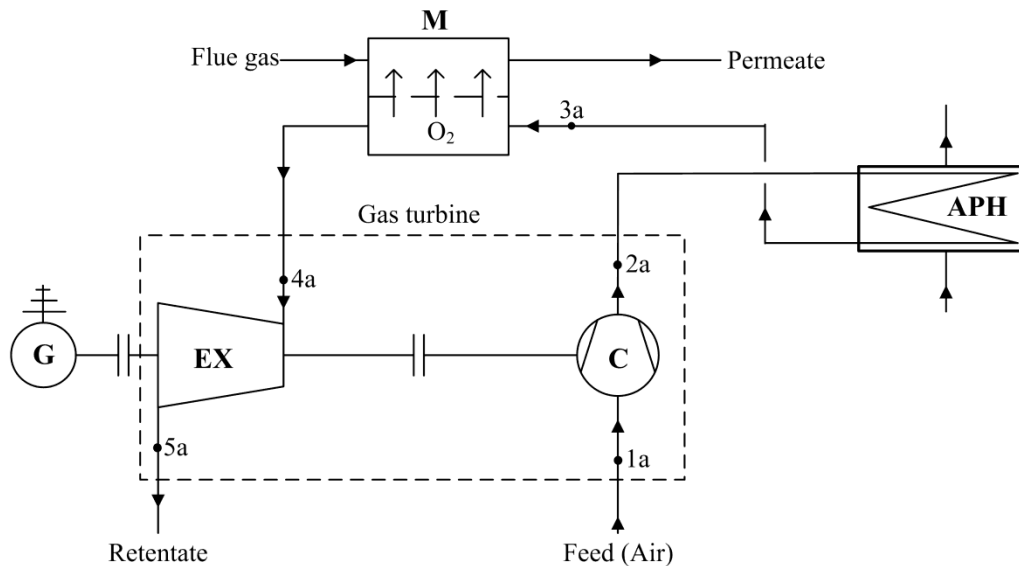 M
Flue gas
Permeate
3a
O₂
APH
Gas turbine
2a
4a
G
EX
C
5a
1a
Retentate
Feed (Air)